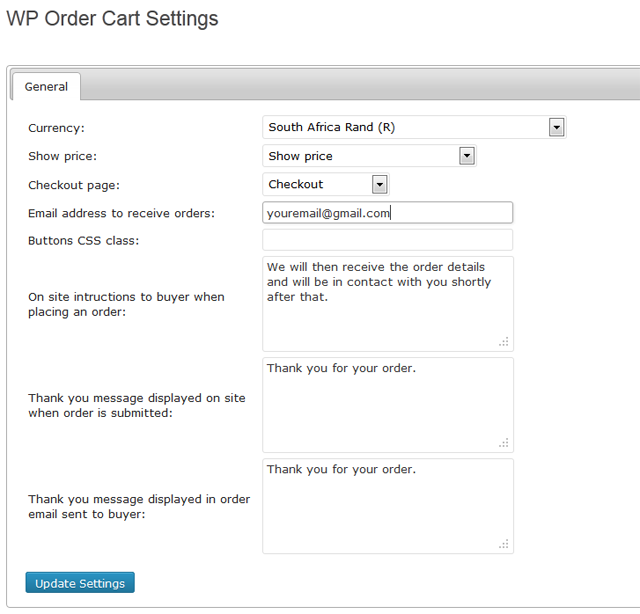 WP Order Cart Settings
General
Currency:
South Africa Rand (R)
Show price:
Show price
Checkout page:
Checkout
Email address to receive orders:
youremail@gmail.com
Buttons CSS class:
On site intructions to buyer when
placing an order:
We will then receive the order details
and will be in contact with you shortly
after that.
Thank you message displayed on site
when order is submitted:
Thank you for your order.
Thank you message displayed in order
email sent to buyer:
Thank you for your order.
Update Settings